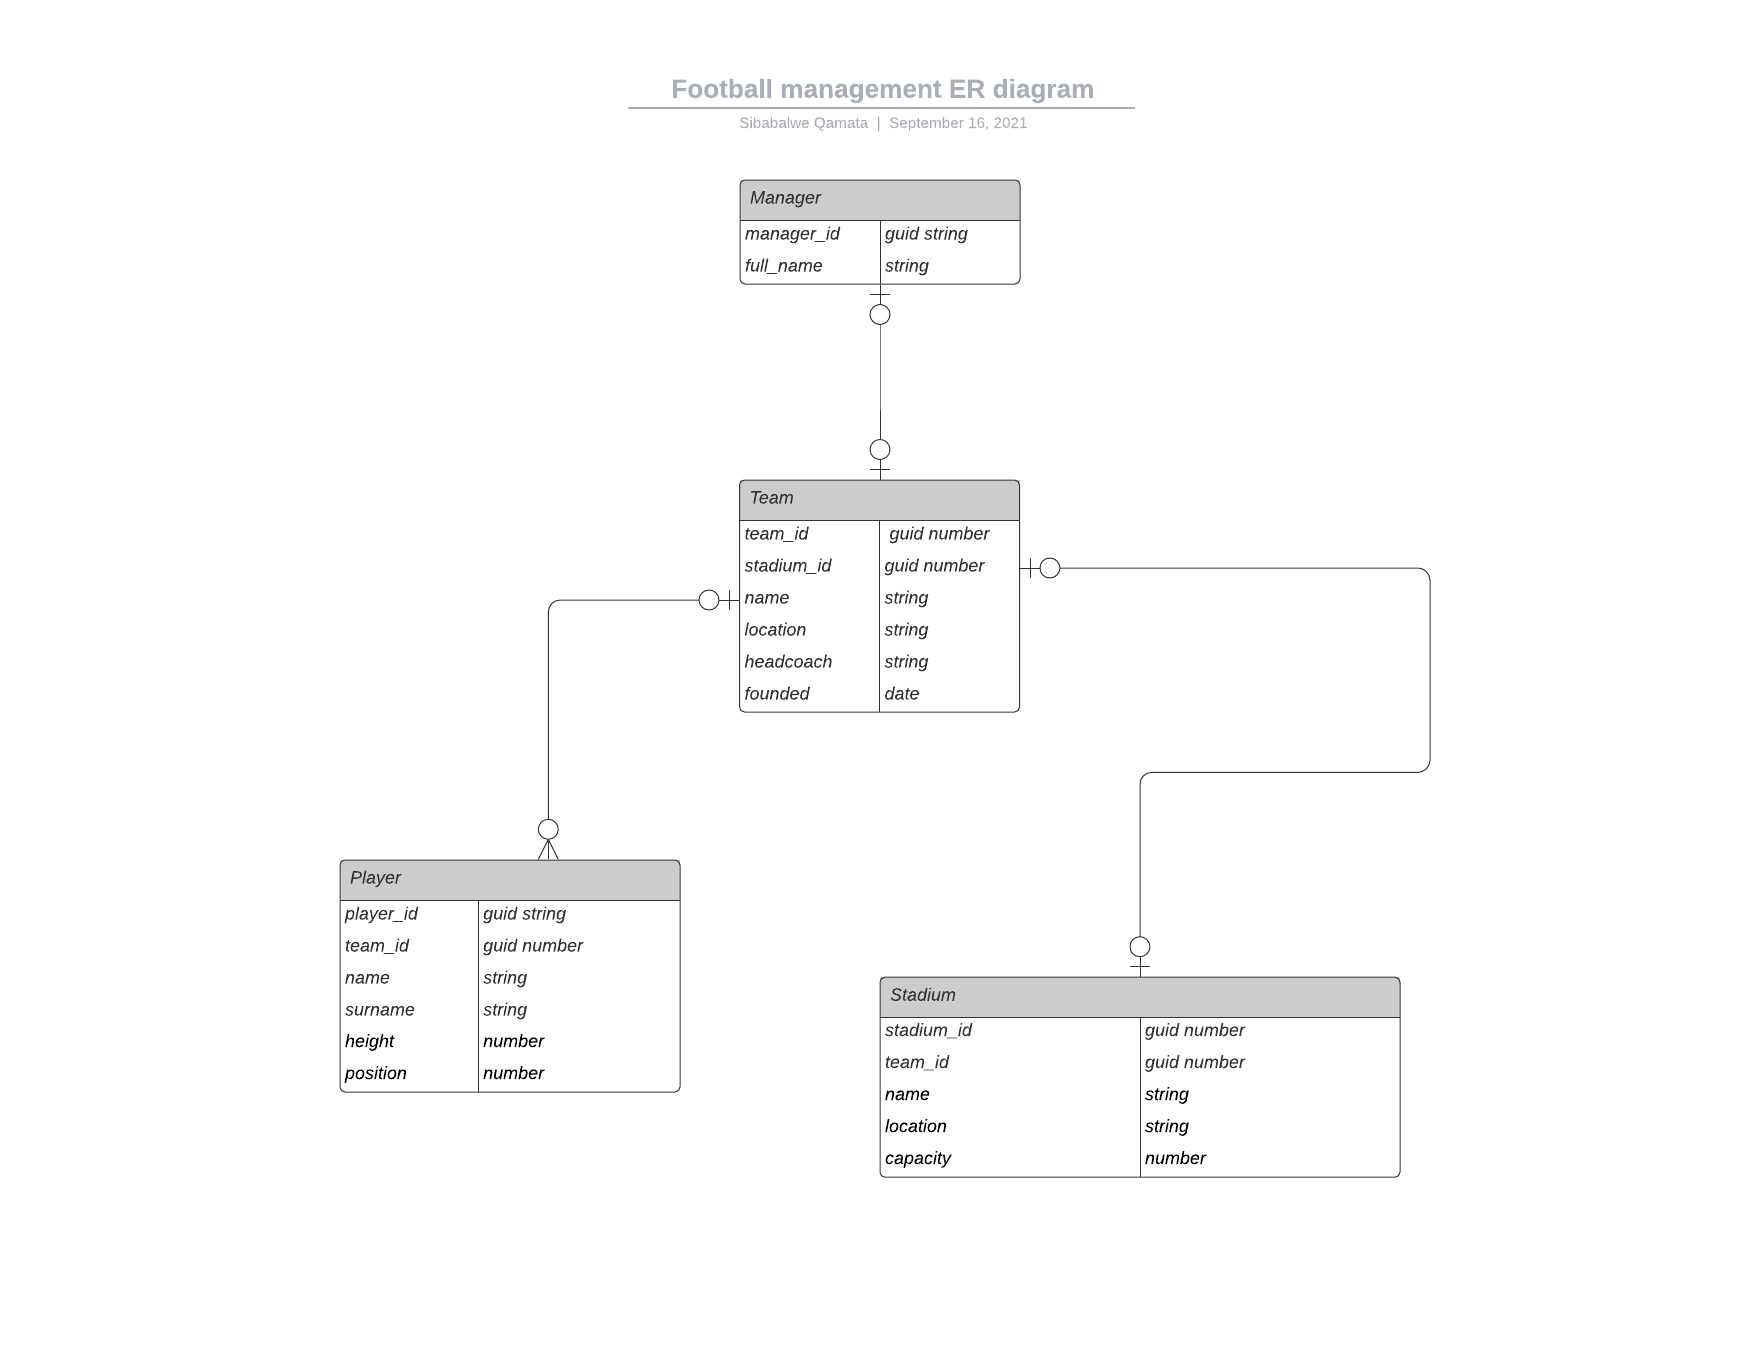 Football management ER diagram
Sibabalwe Qamata | September 16, 2021
Manager
manager_id guid string
full_name string
Team
team_id guid number
stadium_id guid number
name string
location string
headcoach string
founded date
Player
player_id guid string
team_id guid number
name string
surname string
height number
position number
Stadium
stadium_id guid number
team_id guid number
name string
location string
capacity number